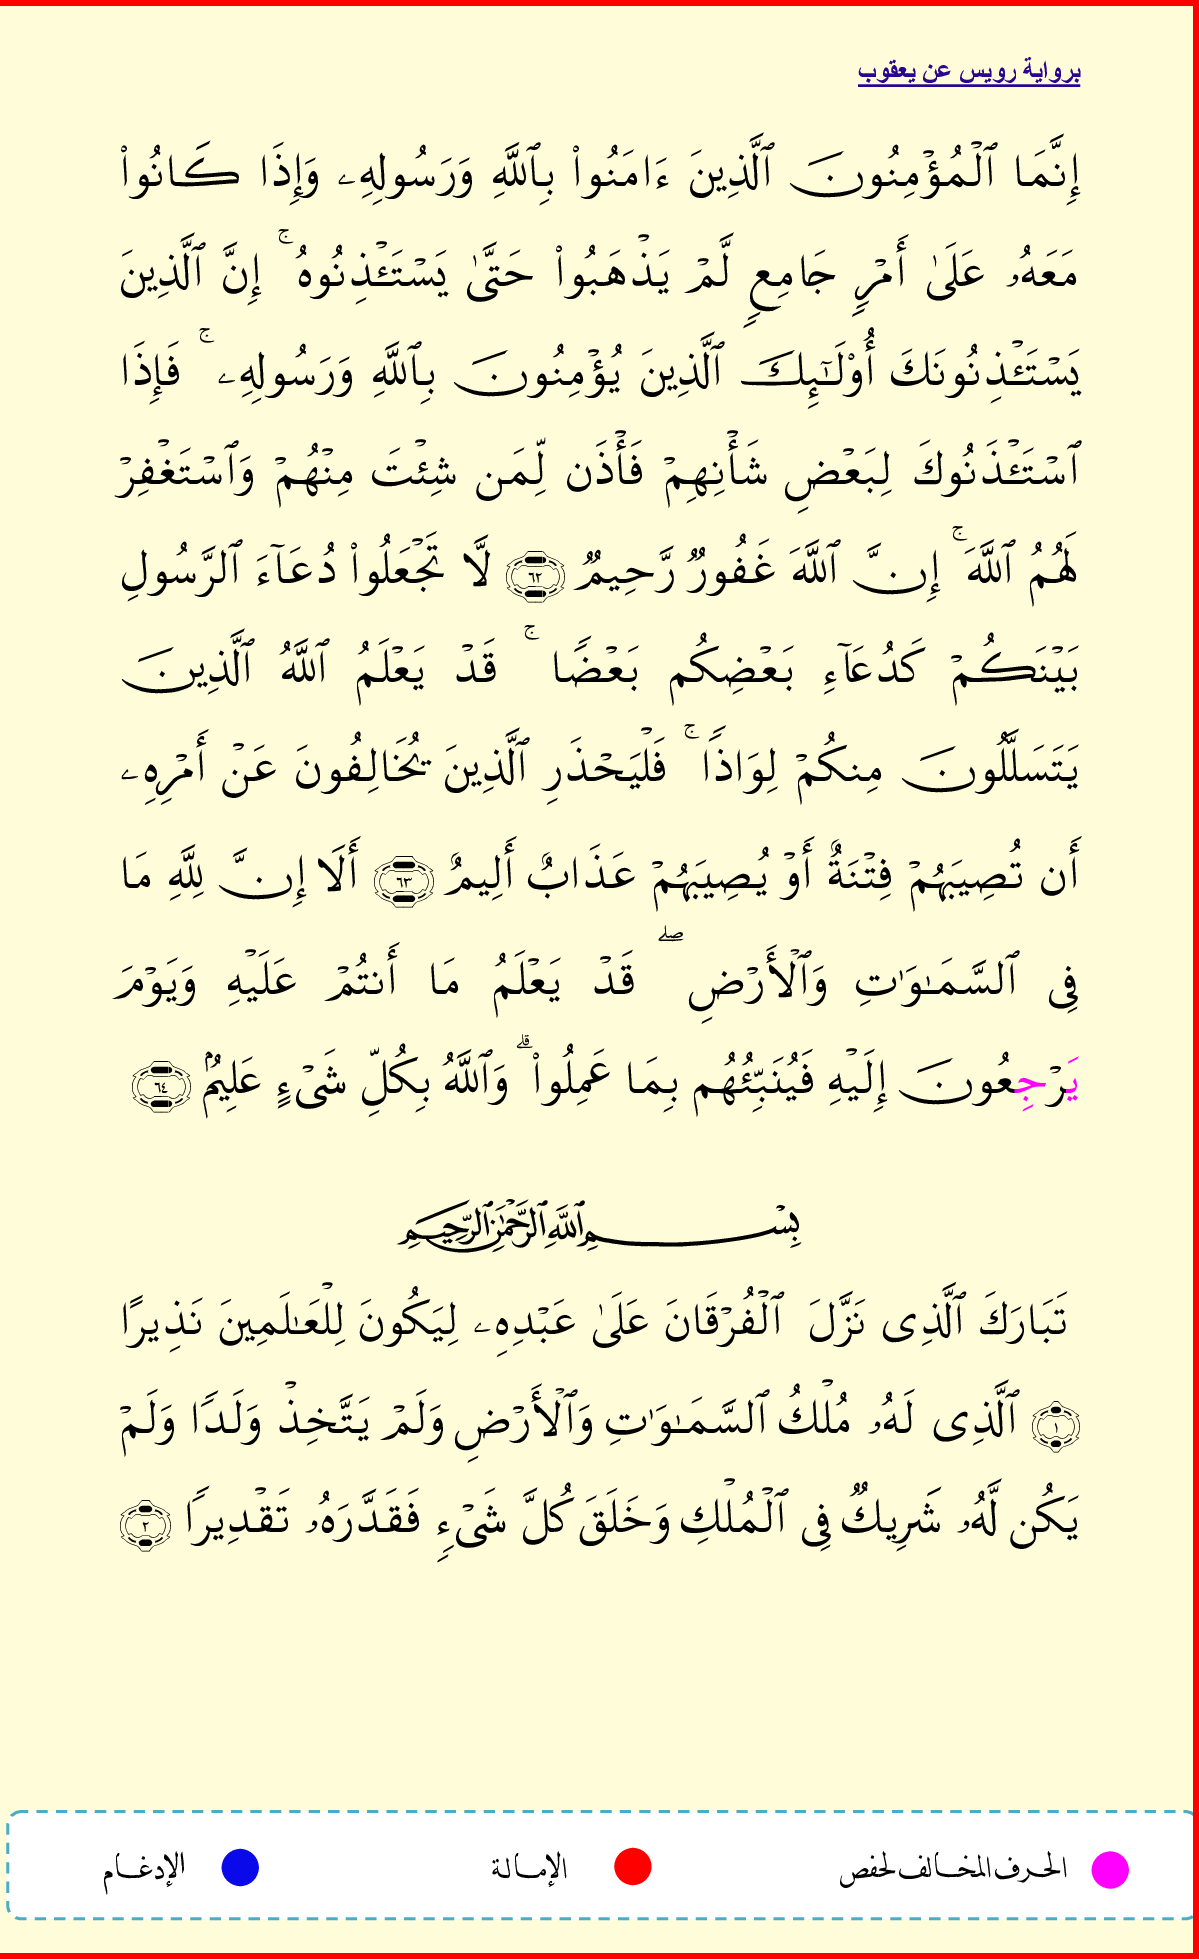 برواية رويس عن يعقوب
إِنَّمَا ٱلْمُؤْمِنُونَ ٱلَّذِينَ ءَامَنُوا۟ بِٱللَّهِ وَرَسُولِهِۦ وَإِذَا كَانُوا۟
مَعَهُۥ عَلَىٰٓ أَمْرٍ جَامِعٍ لَّمْ يَذْهَبُوا۟ حَتَّىٰ يَسْتَـْٔذِنُوهُ ۚ إِنَّ ٱلَّذِينَ
يَسْتَـْٔذِنُونَكَ أُو۟لَـٰٓئِكَ ٱلَّذِينَ يُؤْمِنُونَ بِٱللَّهِ وَرَسُولِهِۦ ۚ فَإِذَا
ٱسْتَـْٔذَنُوكَ لِبَعْضِ شَأْنِهِمْ فَأْذَن لِّمَن شِئْتَ مِنْهُمْ وَٱسْتَغْفِرْ
لَهُمُ ٱللَّهَ ۚ إِنَّ ٱللَّهَ غَفُورٌ رَّحِيمٌ ٦٢ لَّا تَجْعَلُوا۟ دُعَآءَ ٱلرَّسُولِ
بَيْنَكُمْ كَدُعَآءِ بَعْضِكُم بَعْضًا ۚ قَدْ يَعْلَمُ ٱللَّهُ ٱلَّذِينَ
يَتَسَلَّلُونَ مِنكُمْ لِوَاذًا ۚ فَلْيَحْذَرِ ٱلَّذِينَ يُخَالِفُونَ عَنْ أَمْرِهِۦ
أَن تُصِيبَهُمْ فِتْنَةٌ أَوْ يُصِيبَهُمْ عَذَابٌ أَلِيمٌ ٦٣ أَلَا إِنَّ لِلَّهِ مَا
فِى ٱلسَّمَـٰوَٰتِ وَٱلْأَرْضِ ۖ قَدْ يَعْلَمُ مَا أَنتُمْ عَلَيْهِ وَيَوْمَ
يَرْجِعُونَ إِلَيْهِ فَيُنَبِّئُهُم بِمَا عَمِلُوا۟ ۗ وَٱللَّهُ بِكُلِّ شَىْءٍ عَلِيمٌۢ ٦٤
بِسْمِ ٱللَّهِ ٱلرَّحْمَـٰنِ ٱلرَّحِيمِ
تَبَارَكَ ٱلَّذِى نَزَّلَ ٱلْفُرْقَانَ عَلَىٰ عَبْدِهِۦ لِيَكُونَ لِلْعَـٰلَمِينَ نَذِيرًا
١ ٱلَّذِى لَهُۥ مُلْكُ ٱلسَّمَـٰوَٰتِ وَٱلْأَرْضِ وَلَمْ يَتَّخِذْ وَلَدًا وَلَمْ
يَكُن لَّهُۥ شَرِيكٌ فِى ٱلْمُلْكِ وَخَلَقَ كُلَّ شَىْءٍ فَقَدَّرَهُۥ تَقْدِيرًا ٢
الحرف المخالف لحفص الإمالة الإدغام